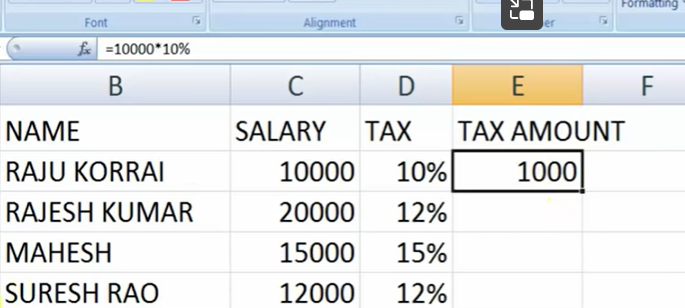 Formatting
Font Alignment
fx =10000*10%
B C D E F
NAME SALARY TAX TAX AMOUNT
RAJU KORRAI 10000 10% 1000
RAJESH KUMAR 20000 12%
MAHESH 15000 15%
SURESH RAO 12000 12%